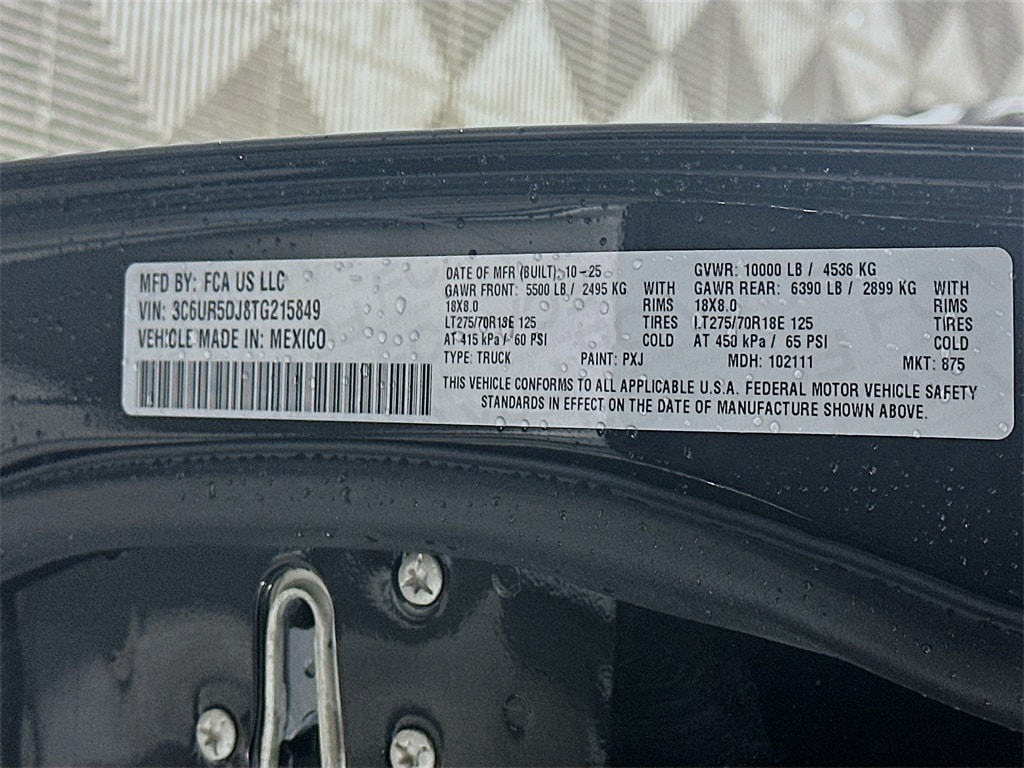 MFD BY: FCA US LLC
VIN: 3C6UR5DJ8TG215849
VEHICLE MADE IN: MEXICO
DATE OF MFR (BUILT): 10-25
GAWR FRONT: 5500 LB / 2495 KG WITH
18X8.0 RIMS
LT275/70R18E 125 TIRES
AT 415 kPa / 60 PSI COLD
GVWR: 10000 LB / 4536 KG
GAWR REAR: 6390 LB / 2899 KG WITH
18X8.0 RIMS
LT275/70R18E 125 TIRES
AT 450 kPa / 65 PSI COLD
TYPE: TRUCK PAINT: PXJ MDH: 102111 MKT: 875
THIS VEHICLE CONFORMS TO ALL APPLICABLE U.S.A. FEDERAL MOTOR VEHICLE SAFETY
STANDARDS IN EFFECT ON THE DATE OF MANUFACTURE SHOWN ABOVE.